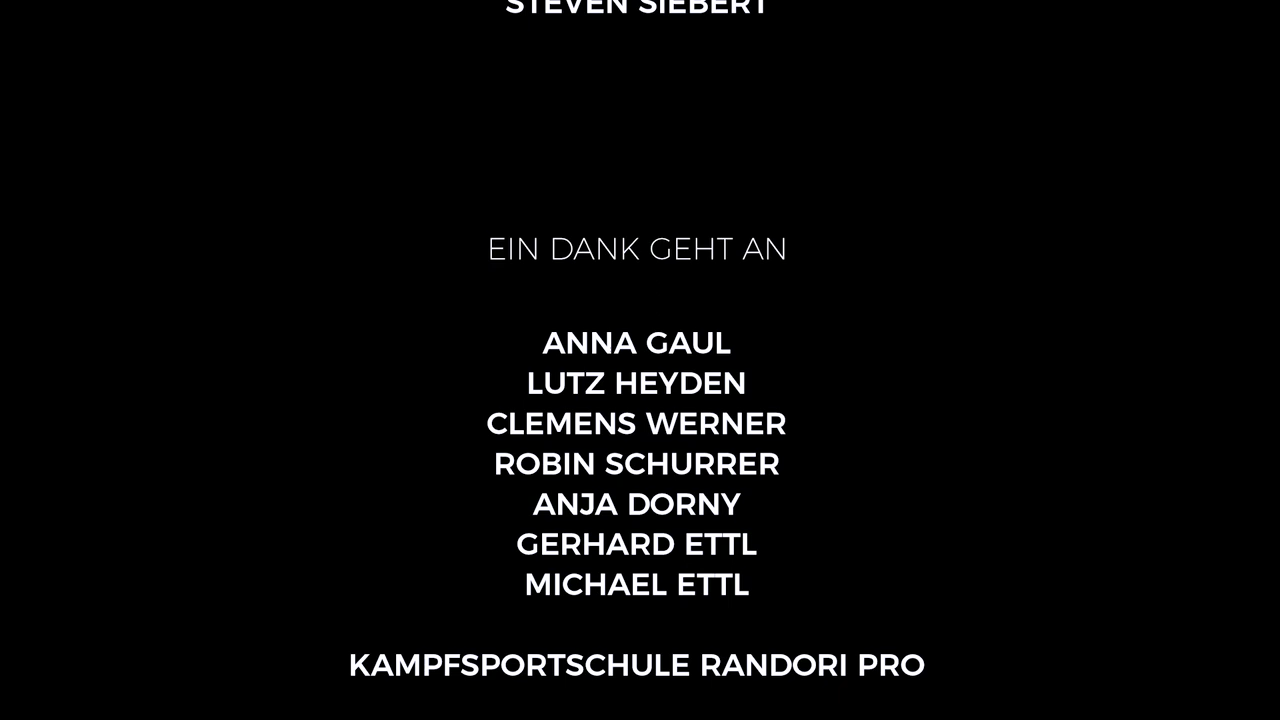 STEVEN SIEBERT
EIN DANK GEHT AN
ANNA GAUL
LUTZ HEYDEN
CLEMENS WERNER
ROBIN SCHURRER
ANJA DORNY
GERHARD ETTL
MICHAEL ETTL
KAMPFSPORTSCHULE RANDORI PRO